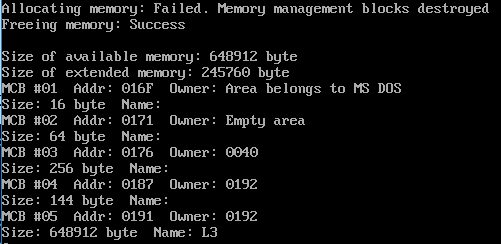 Allocating memory: Failed. Memory management blocks destroyed
Freeing memory: Success
Size of available memory: 648912 byte
Size of extended memory: 245760 byte
MCB #01 Addr: 016F Owner: Area belongs to MS DOS
Size: 16 byte Name:
MCB #02 Addr: 0171 Owner: Empty area
Size: 64 byte Name:
MCB #03 Addr: 0176 Owner: 0040
Size: 256 byte Name:
MCB #04 Addr: 0187 Owner: 0192
Size: 144 byte Name:
MCB #05 Addr: 0191 Owner: 0192
Size: 648912 byte Name: L3